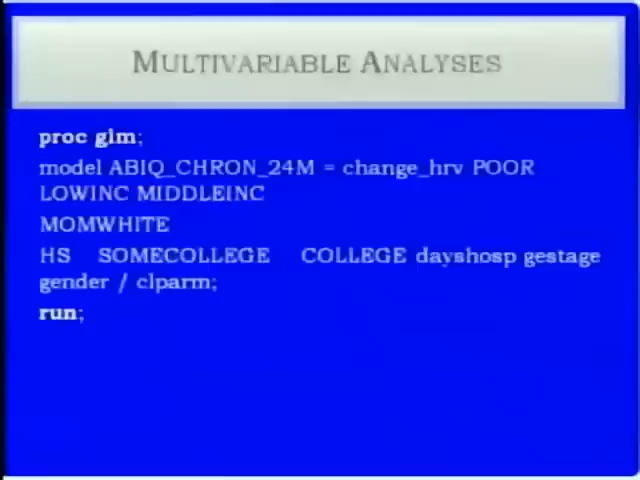 MULTIVARIABLE ANALYSES
proc glm;
model ABIQ_CHRON_24M = change_hrv POOR
LOWINC MIDDLEINC
MOMWHITE
HS SOMECOLLEGE COLLEGE dayshosp gestage
gender / clparm;
run;